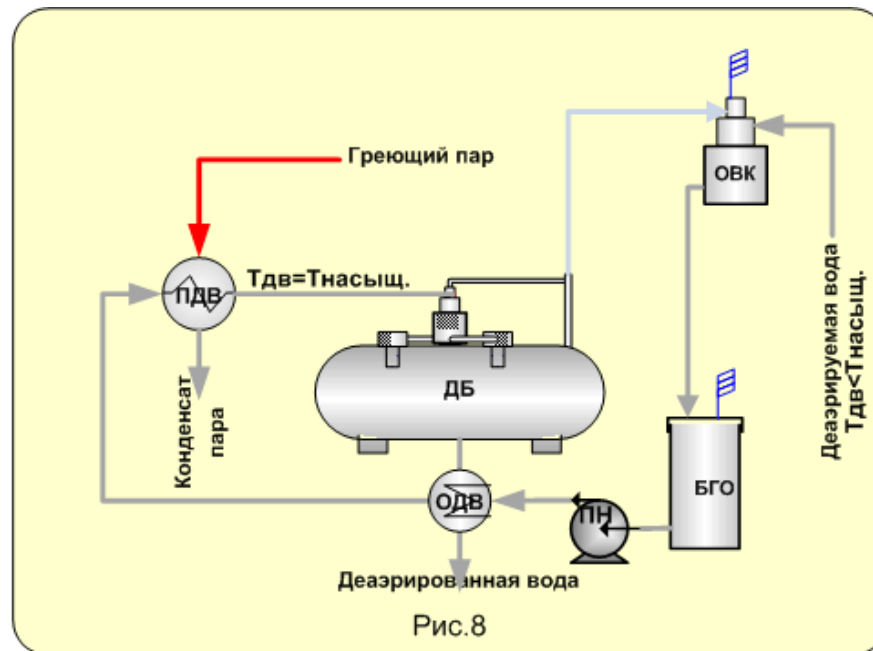 ОВК
Греющий пар
Деаэрируемая вода
Тдв<Тнасыщ.
Тдв=Тнасыщ.
ПДВ
ДБ
Конденсат
пара
ОДВ
ПН
БГО
Деаэрированная вода
Рис.8